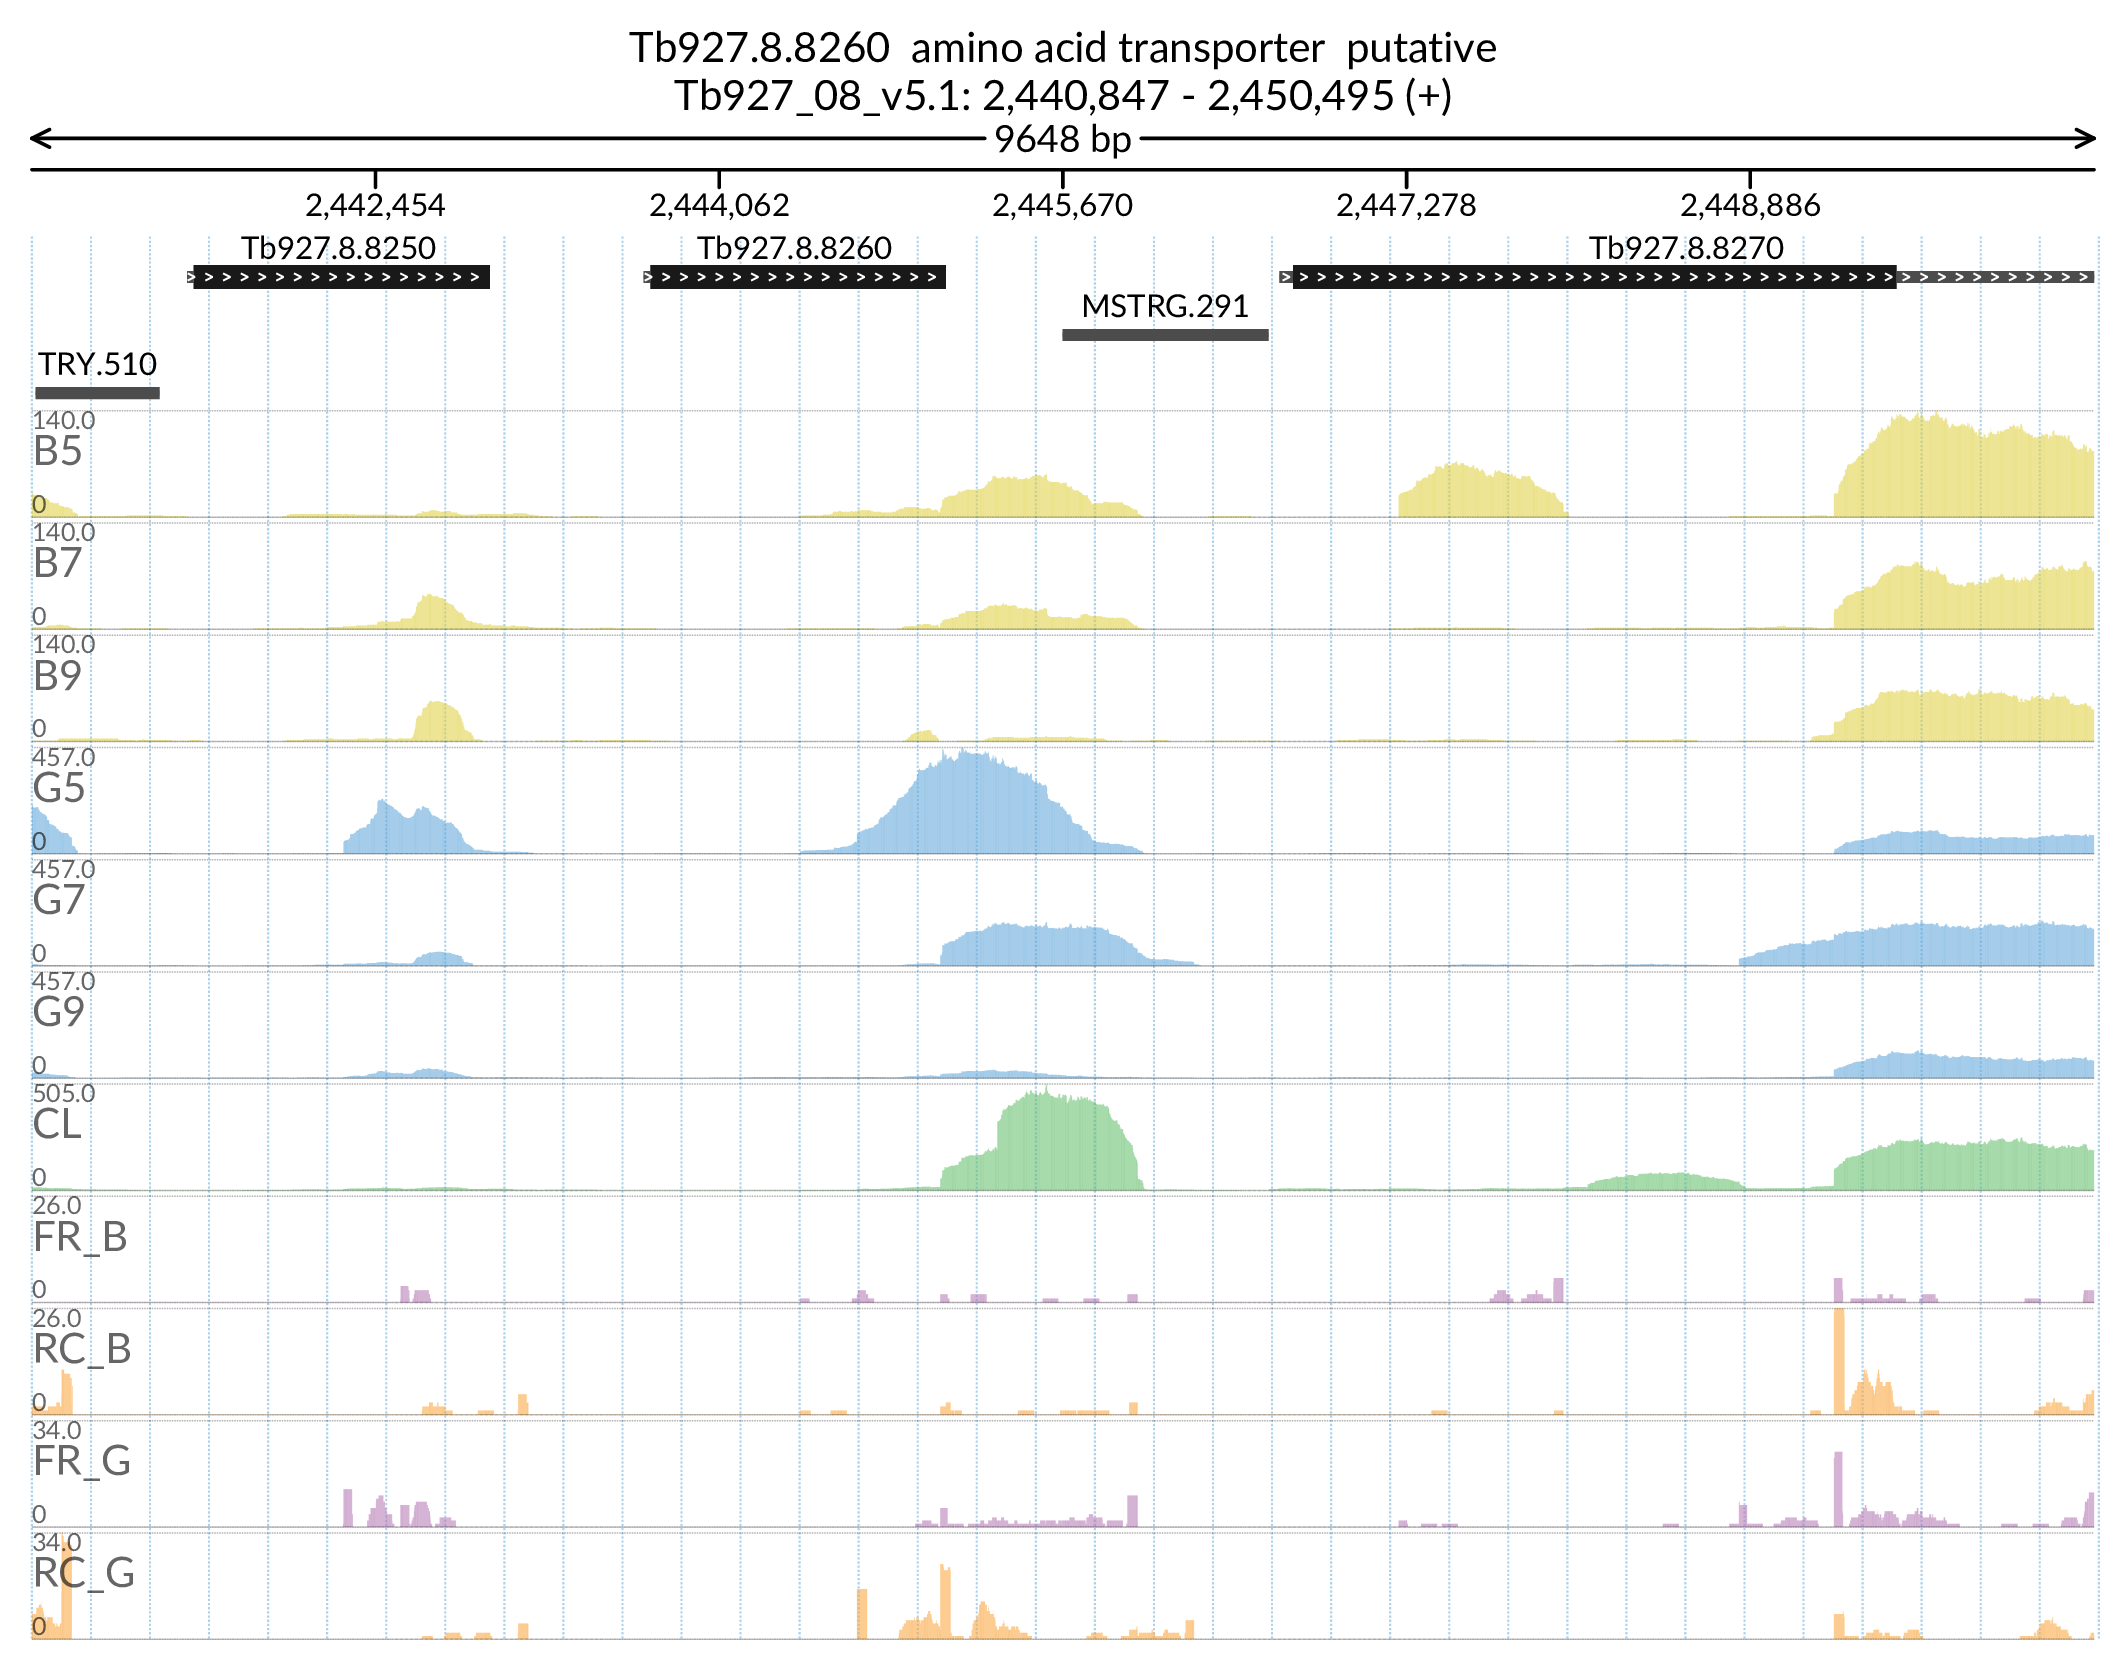 Tb927.8.8260 amino acid transporter putative
Tb927_08_v5.1: 2,440,847 - 2,450,495 (+)
9648 bp
2,442,454 2,444,062 2,445,670 2,447,278 2,448,886
Tb927.8.8250 Tb927.8.8260 Tb927.8.8270
MSTRG.291
TRY.510
140.0
B5
0
140.0
B7
0
140.0
B9
0
457.0
G5
0
457.0
G7
0
457.0
G9
0
505.0
CL
0
26.0
FR_B
0
26.0
RC_B
0
34.0
FR_G
0
34.0
RC_G
0